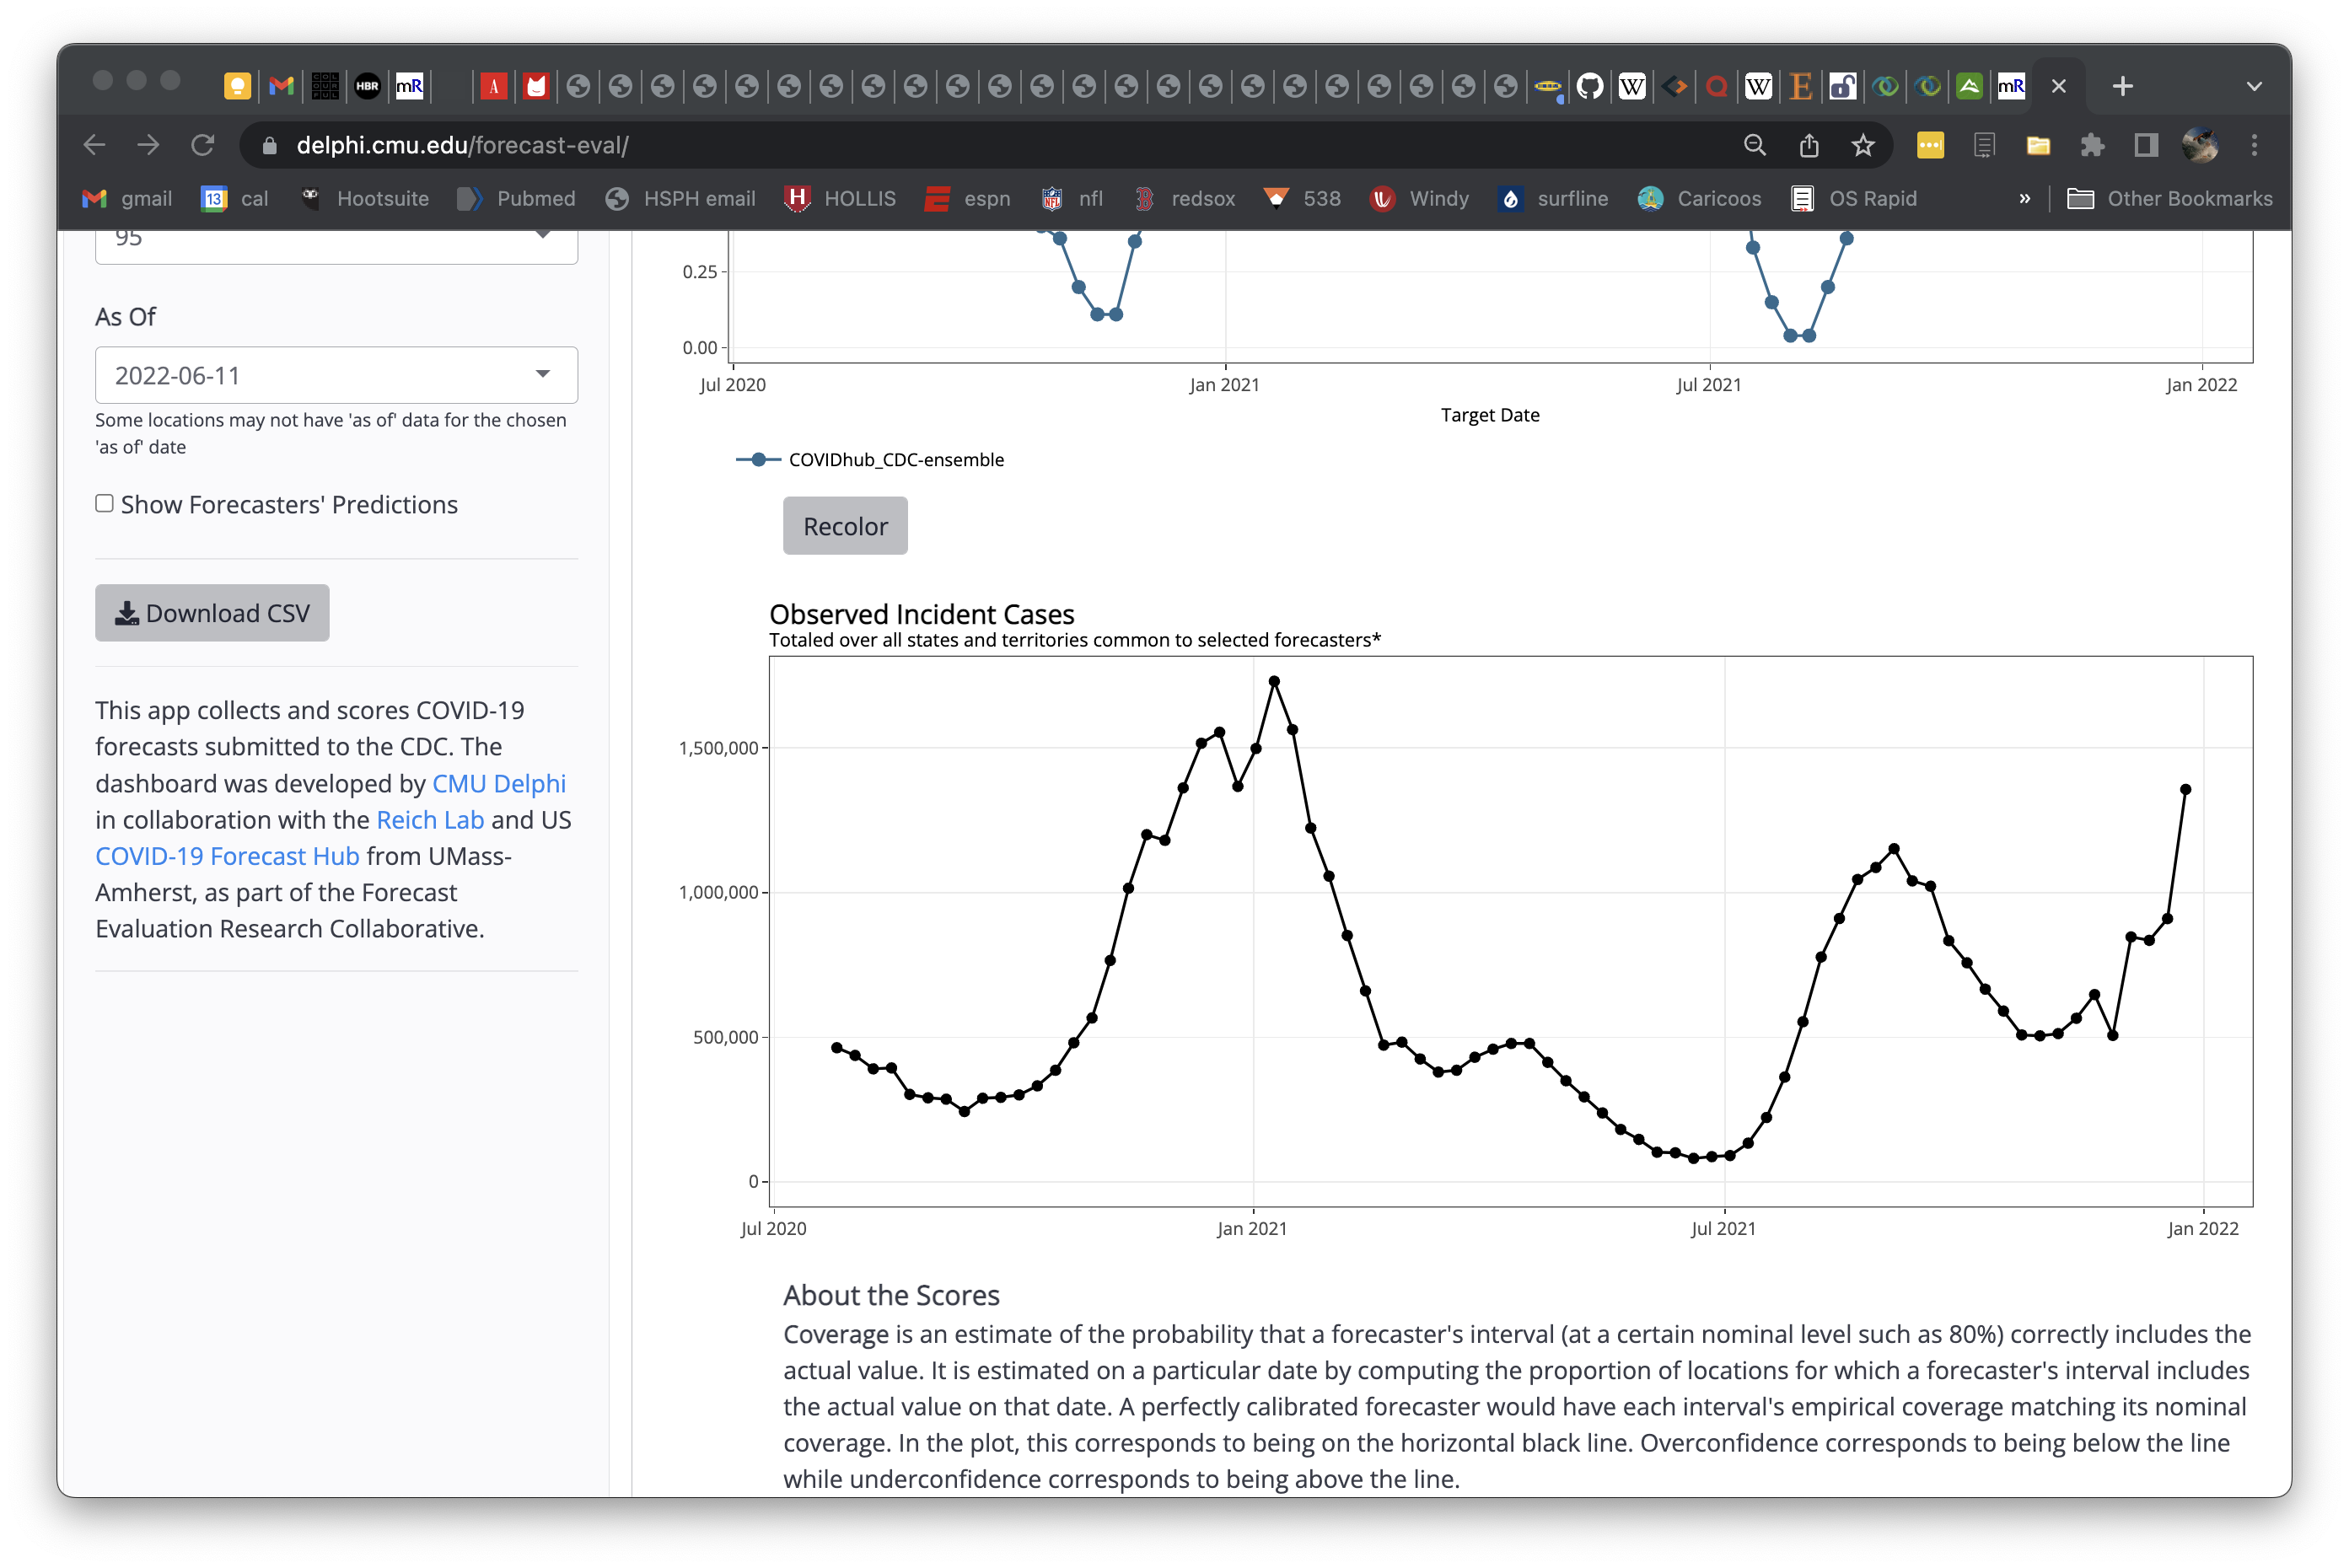 HBR
mR
A
W
Q
W
E
mR
delphi.cmu.edu/forecast-eval/
gmail
13
cal
Hootsuite
Pubmed
HSPH email
H
HOLLIS
espn
NFL
nfl
B
redsox
538
Windy
surfline
Caricoos
OS Rapid
»
Other Bookmarks
95
As Of
2022-06-11
Some locations may not have 'as of' data for the chosen
'as of' date
Show Forecasters' Predictions
Download CSV
This app collects and scores COVID-19
forecasts submitted to the CDC. The
dashboard was developed by CMU Delphi
in collaboration with the Reich Lab and US
COVID-19 Forecast Hub from UMass-
Amherst, as part of the Forecast
Evaluation Research Collaborative.
0.25
0.00
Jul 2020
Jan 2021
Jul 2021
Jan 2022
Target Date
COVIDhub_CDC-ensemble
Recolor
Observed Incident Cases
Totaled over all states and territories common to selected forecasters*
1,500,000
1,000,000
500,000
0
Jul 2020
Jan 2021
Jul 2021
Jan 2022
About the Scores
Coverage is an estimate of the probability that a forecaster's interval (at a certain nominal level such as 80%) correctly includes the
actual value. It is estimated on a particular date by computing the proportion of locations for which a forecaster's interval includes
the actual value on that date. A perfectly calibrated forecaster would have each interval's empirical coverage matching its nominal
coverage. In the plot, this corresponds to being on the horizontal black line. Overconfidence corresponds to being below the line
while underconfidence corresponds to being above the line.